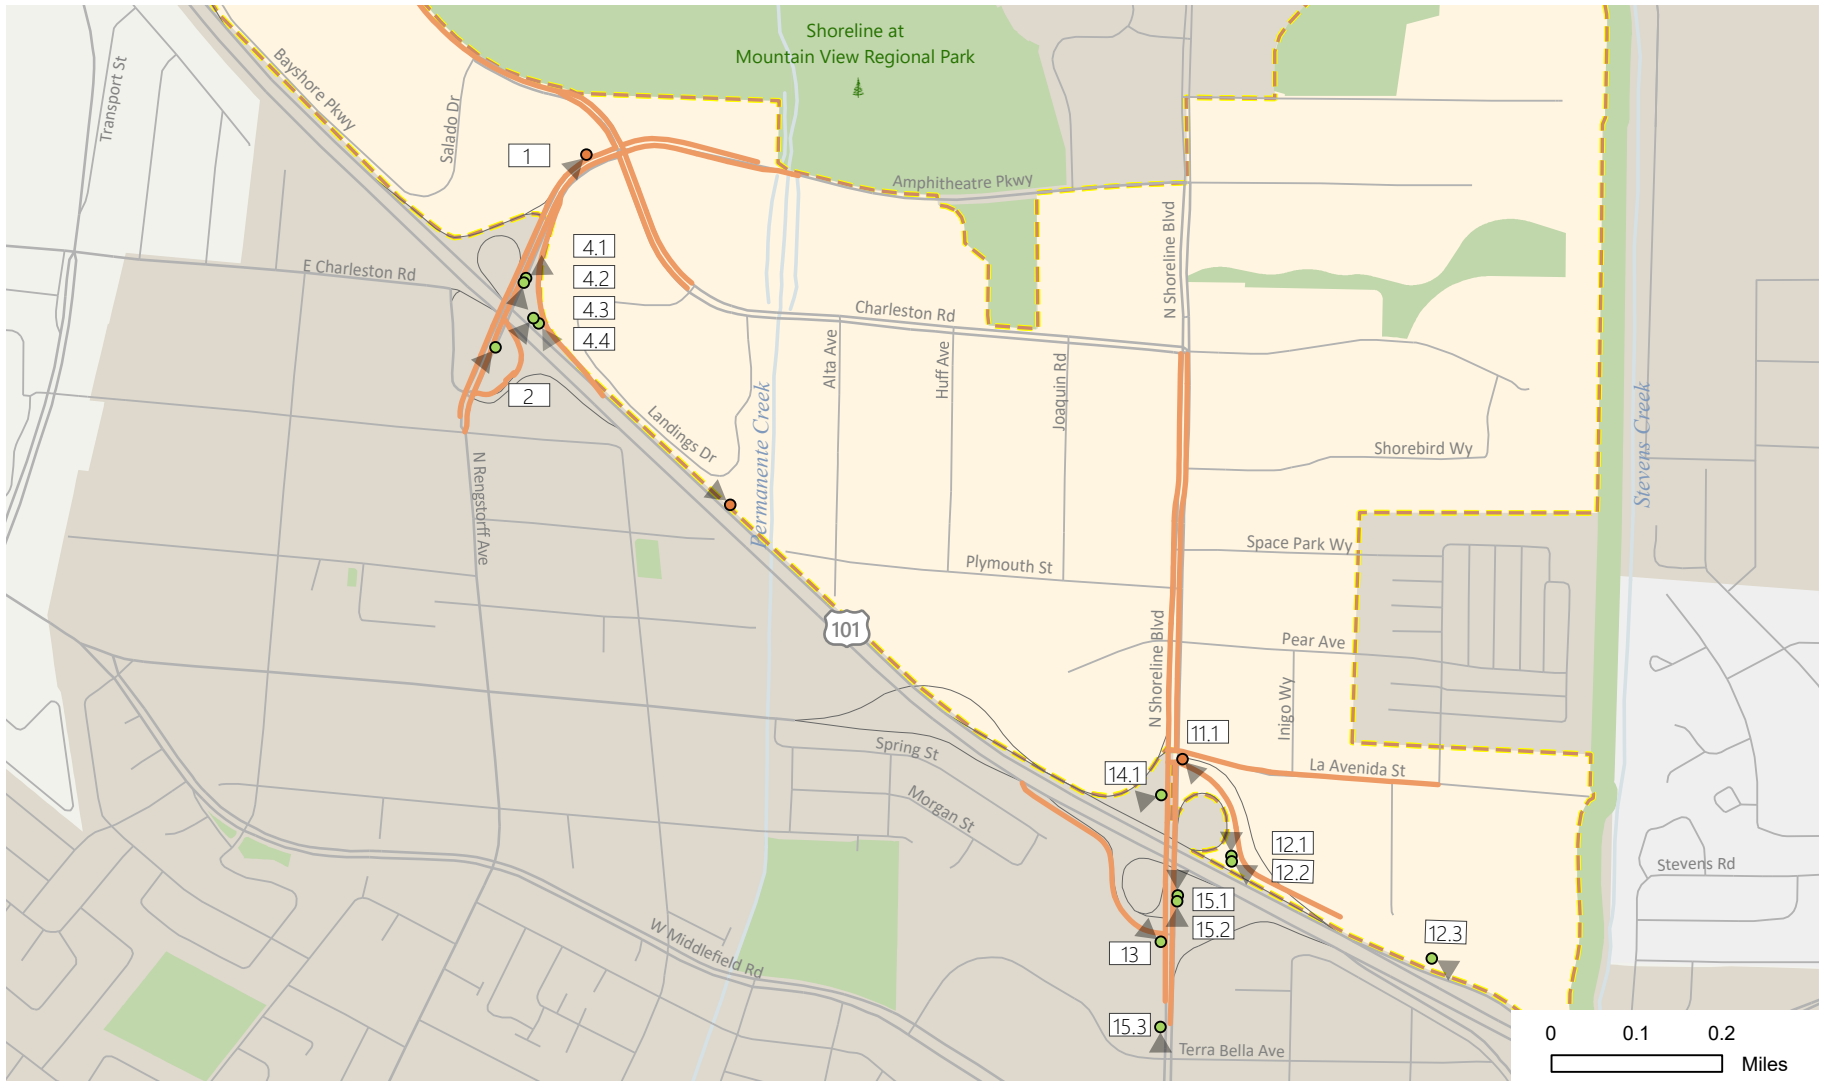 Shoreline at
Mountain View Regional Park
Transport St
Bayshore Pkwy
Salado Dr
1
Amphitheatre Pkwy
N Shoreline Blvd
E Charleston Rd
4.1
4.2
4.3
4.4
Charleston Rd
Alta Ave
Huff Ave
Joaquin Rd
2
Permanente Creek
Stevens Creek
Landings Dr
Shorebird Wy
N Rengstorff Ave
Space Park Wy
Plymouth St
101
N Shoreline Blvd
Pear Ave
Inigo Wy
11.1
Spring St
La Avenida St
14.1
Morgan St
12.1
12.2
Stevens Rd
15.1
15.2
W Middlefield Rd
13
12.3
15.3
Terra Bella Ave
0 0.1 0.2
Miles